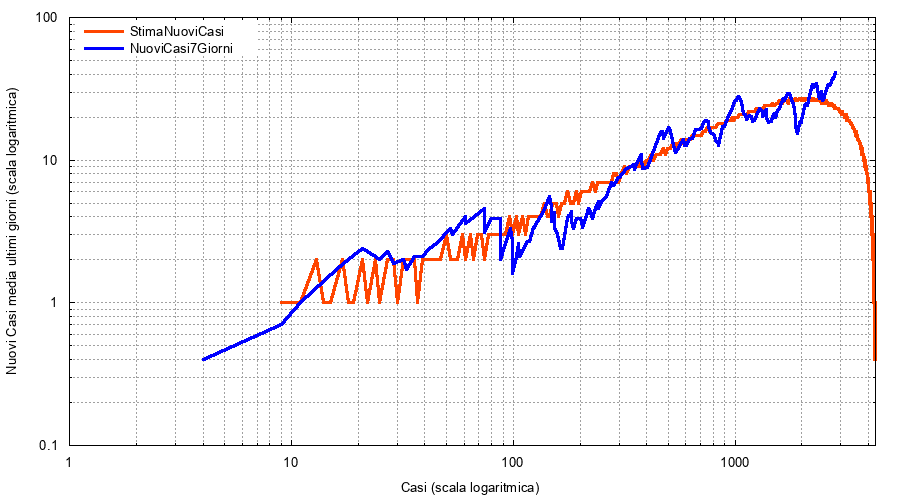 100
StimaNuoviCasi
NuoviCasi7Giorni
10
1
0.1
Nuovi Casi media ultimi giorni (scala logaritmica)
1
10
100
1000
Casi (scala logaritmica)